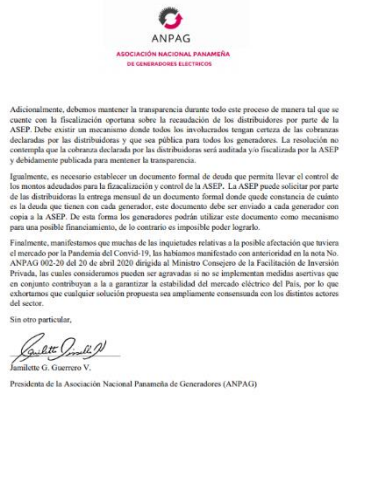 ANPAG
ASOCIACIÓN NACIONAL PANAMEÑA
DE GENERADORES ELECTRICOS
Adicionalmente, debemos mantener la transparencia durante todo este proceso de manera tal que se
cuente con la fiscalización oportuna sobre la recaudación de los distribuidores por parte de la
ASEP. Debe existir un mecanismo donde todos los involucrados tengan certeza de las cobranzas
declaradas por las distribuidoras y que sea pública para todos los generadores. La resolución no
contempla que la cobranza declarada por las distribuidoras será auditada y/o fiscalizada por la ASEP
y debidamente publicada para mentener la transparencia.
Igualmente, es necesario establecer un documento formal de deuda que permita llevar el control de
los montos adeudados para la fizacalización y control de la ASEP. La ASEP puede solicitar por parte
de las distribuidoras la entrega mensual de un documento formal donde quede constancia de cuánto
es la deuda que tienen con cada generador, este documento debe ser enviado a cada generador con
copia a la ASEP. De esta forma los generadores podrán utilizar este documento como mecanismo
para una posible financiamiento, de lo contrario es imposible poder lograrlo.
Finalmente, manifestamos que muchas de las inquietudes relativas a la posible afectación que tuviera
el mercado por la Pandemia del Convid-19, las habíamos manifestado con anterioridad en la nota No.
ANPAG 002-20 del 20 de abril 2020 dirigida al Ministro Consejero de la Facilitación de Inversión
Privada, las cuales consideramos pueden ser agravadas si no se implementan medidas asertivas que
en conjunto contribuyan a la a garantizar la estabilidad del mercado eléctrico del País, por lo que
exhortamos que cualquier solución propuesta sea ampliamente consensuada con los distintos actores
del sector.
Sin otro particular,
Jamilette G. Guerrero V.
Presidenta de la Asociación Nacional Panameña de Generadores (ANPAG)